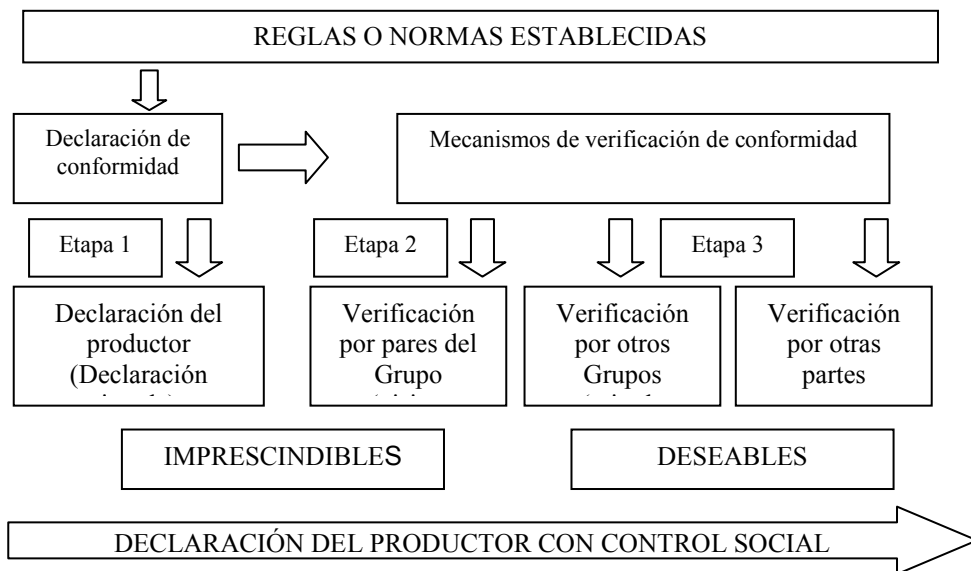 REGLAS O NORMAS ESTABLECIDAS
Declaración de
conformidad
Mecanismos de verificación de conformidad
Etapa 1
Etapa 2
Etapa 3
Declaración del
productor
(Declaración
Verificación
por pares del
Grupo
Verificación
por otros
Grupos
Verificación
por otras
partes
IMPRESCINDIBLES
DESEABLES
DECLARACIÓN DEL PRODUCTOR CON CONTROL SOCIAL